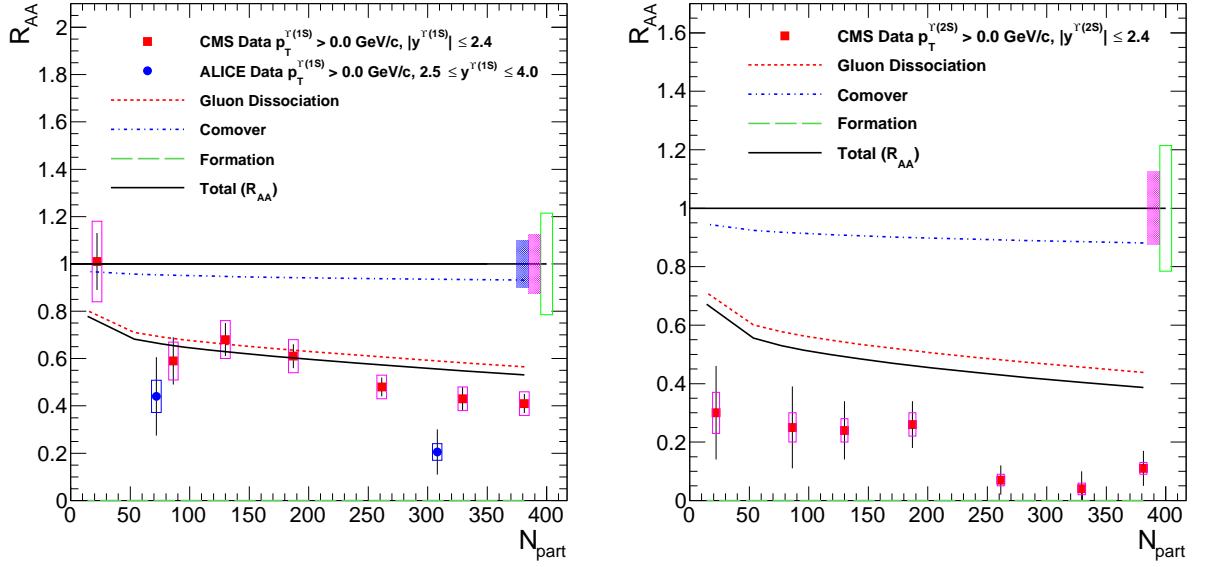 R_AA
CMS Data p_T^ϒ(1S) > 0.0 GeV/c, |y^ϒ(1S)| ≤ 2.4
ALICE Data p_T^ϒ(1S) > 0.0 GeV/c, 2.5 ≤ y^ϒ(1S) ≤ 4.0
Gluon Dissociation
Comover
Formation
Total (R_AA)
2
1.8
1.6
1.4
1.2
1
0.8
0.6
0.4
0.2
0
0 50 100 150 200 250 300 350 400
N_part
R_AA
CMS Data p_T^ϒ(2S) > 0.0 GeV/c, |y^ϒ(2S)| ≤ 2.4
Gluon Dissociation
Comover
Formation
Total (R_AA)
1.6
1.4
1.2
1
0.8
0.6
0.4
0.2
0
0 50 100 150 200 250 300 350 400
N_part